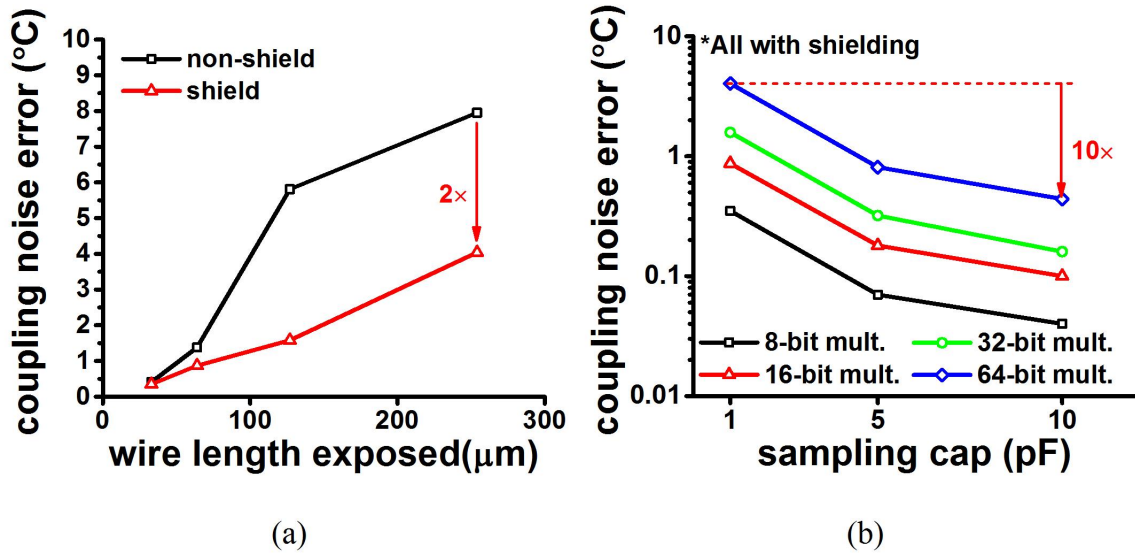 coupling noise error (°C)
10
9
8
7
6
5
4
3
2
1
0
non-shield
shield
2×
0 100 200 300
wire length exposed(μm)
(a)
coupling noise error (°C)
10
1
0.1
0.01
*All with shielding
10×
8-bit mult. 32-bit mult.
16-bit mult. 64-bit mult.
1 5 10
sampling cap (pF)
(b)